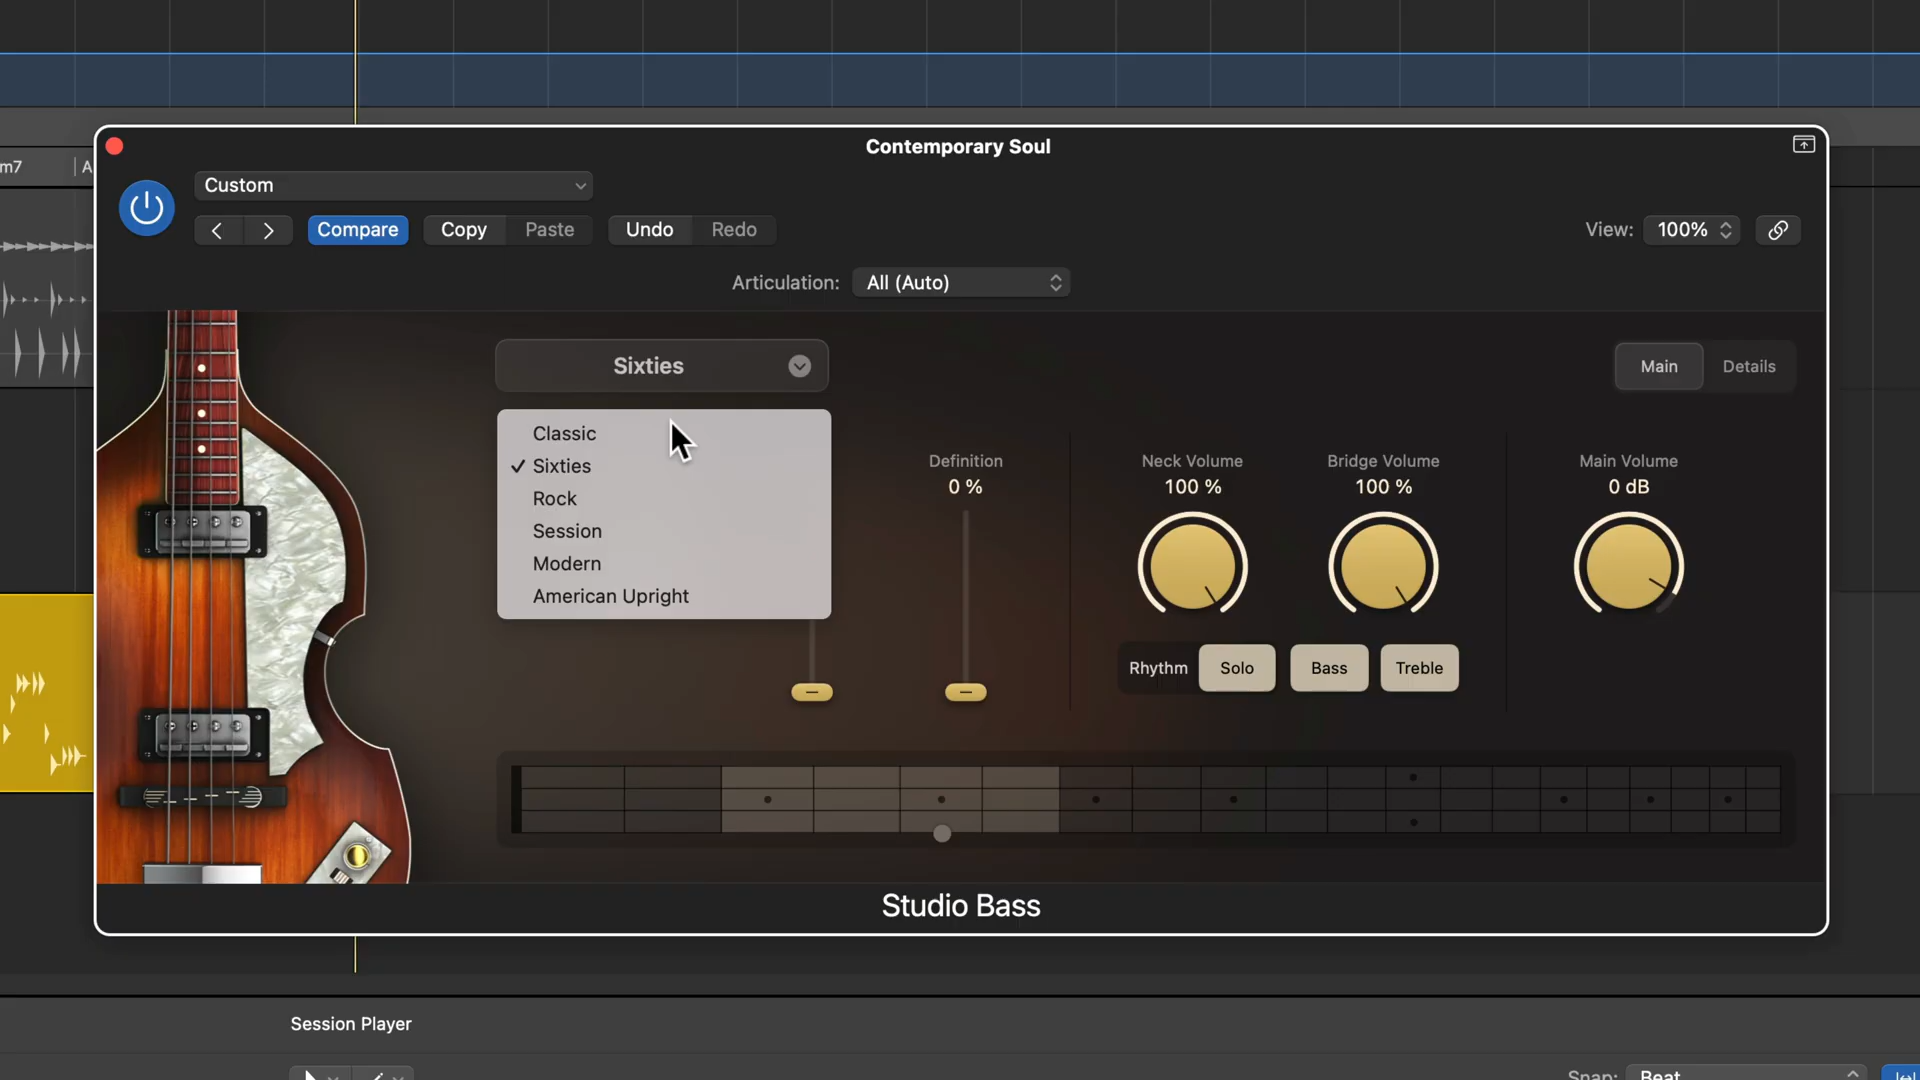 Contemporary Soul
m7
A
Custom
Compare
Copy
Paste
Undo
Redo
View:
100%
Articulation:
All (Auto)
Sixties
Main
Details
Classic
Sixties
Rock
Session
Modern
American Upright
Definition
0 %
Neck Volume
100 %
Bridge Volume
100 %
Main Volume
0 dB
Rhythm
Solo
Bass
Treble
Studio Bass
Session Player
Snap:
Beat